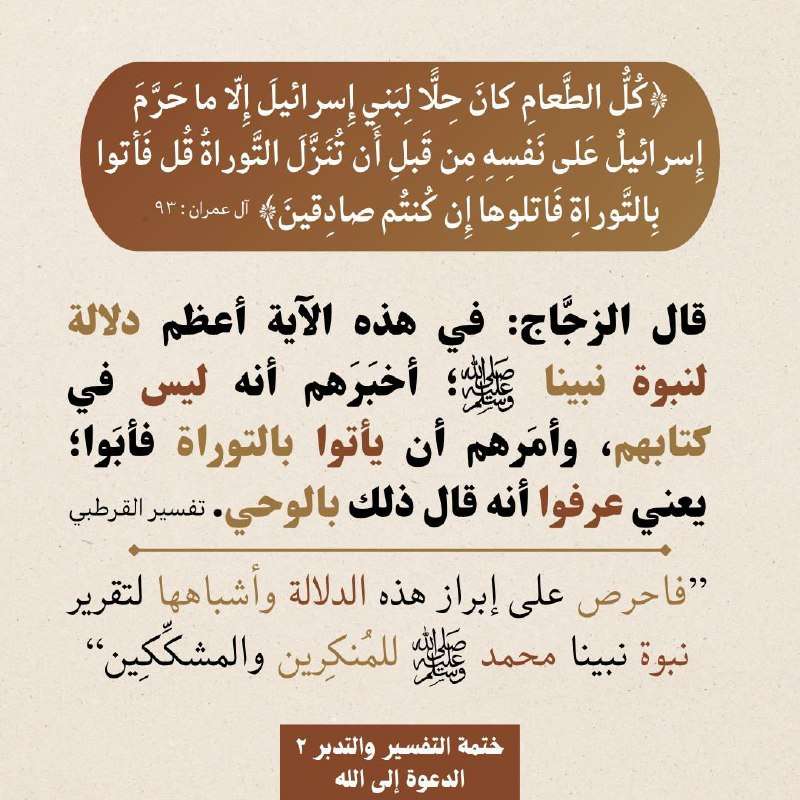 ﴿كُلُّ الطَّعامِ كانَ حِلًّا لِبَني إِسرائيلَ إِلّا ما حَرَّمَ
إِسرائيلُ عَلى نَفسِهِ مِن قَبلِ أَن تُنَزَّلَ التَّوراةُ قُل فَأتوا
بِالتَّوراةِ فَاتلوها إِن كُنتُم صادِقينَ﴾ آل عمران : ٩٣
قال الزجَّاج: في هذه الآية أعظم دلالة
لنبوة نبينا ﷺ؛ أخبَرَهم أنه ليس في
كتابهم، وأمَرهم أن يأتوا بالتوراة فأبَوا؛
يعني عرفوا أنه قال ذلك بالوحي. تفسير القرطبي
”فاحرص على إبراز هذه الدلالة وأشباهها لتقرير
نبوة نبينا محمد ﷺ للمُنكِرين والمشكِّكِين“
ختمة التفسير والتدبر ٢
الدعوة إلى الله